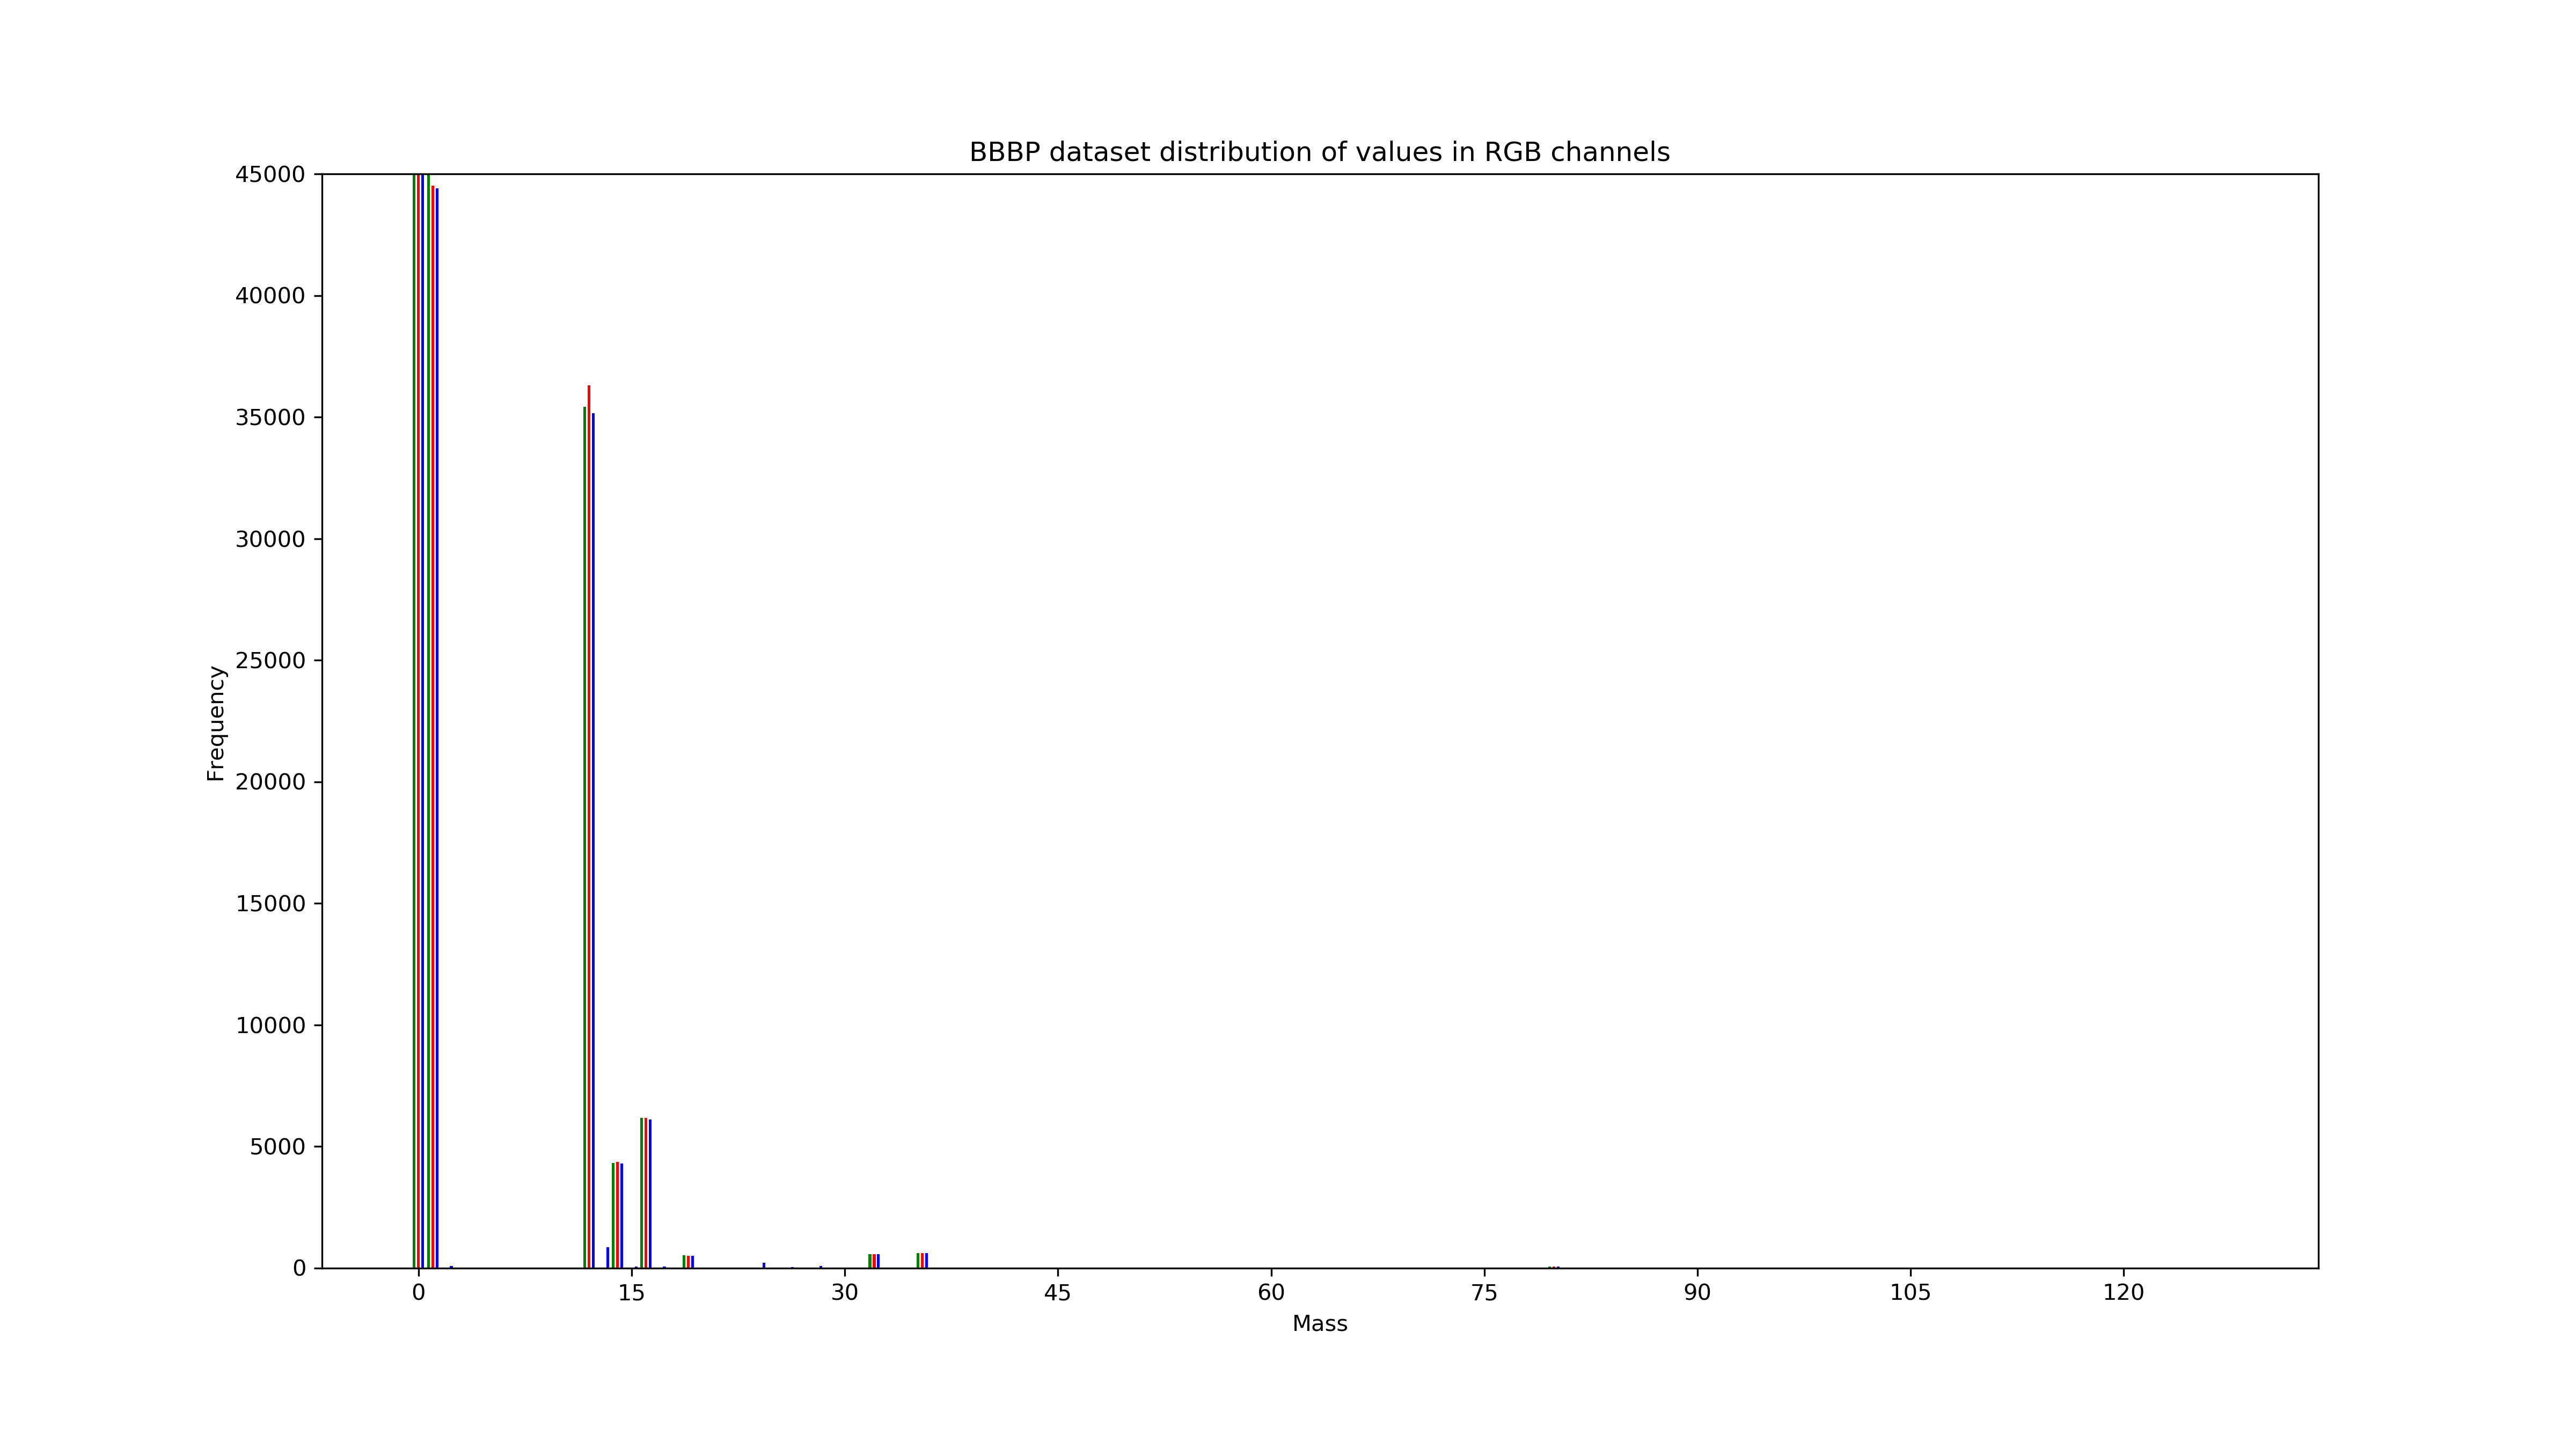 BBBP dataset distribution of values in RGB channels
45000
40000
35000
30000
25000
20000
15000
10000
5000
0
Frequency
0 15 30 45 60 75 90 105 120
Mass